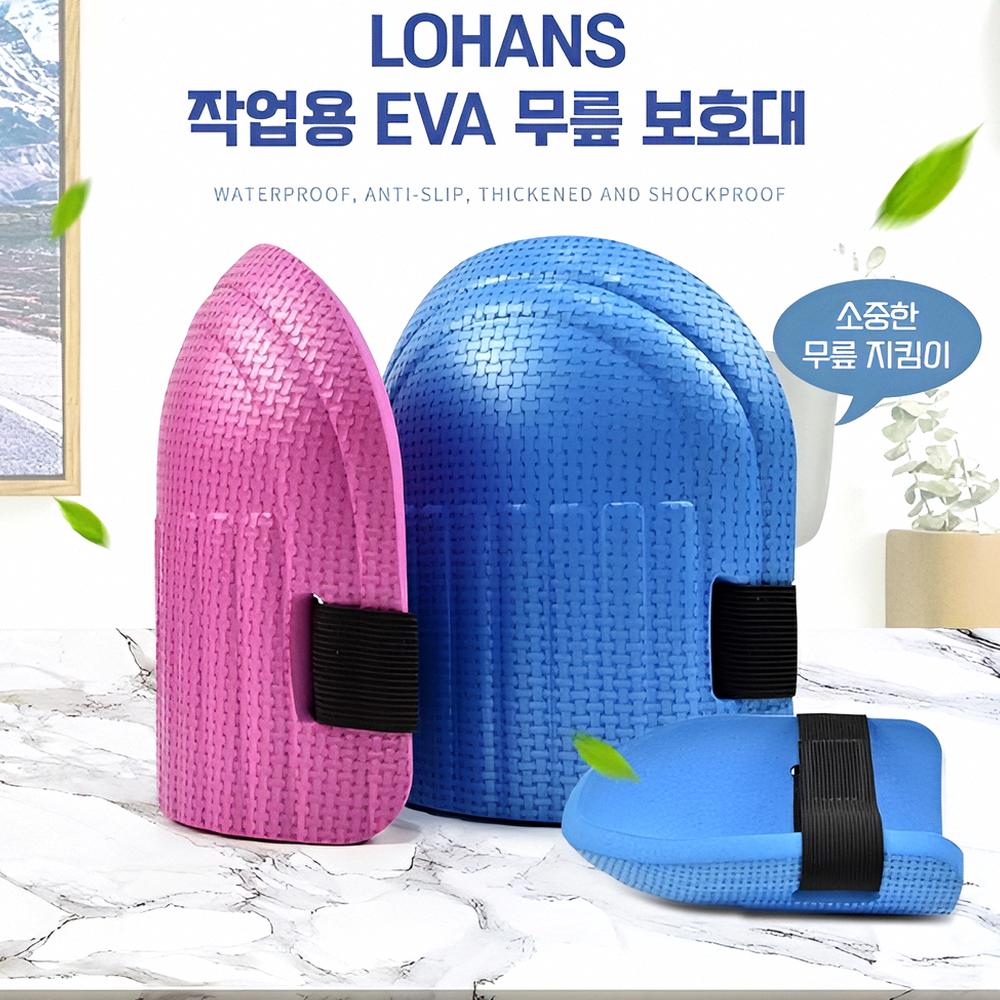 LOHANS
작업용 EVA 무릎 보호대
WATERPROOF, ANTI-SLIP, THICKENED AND SHOCKPROOF
소중한
무릎 지킴이